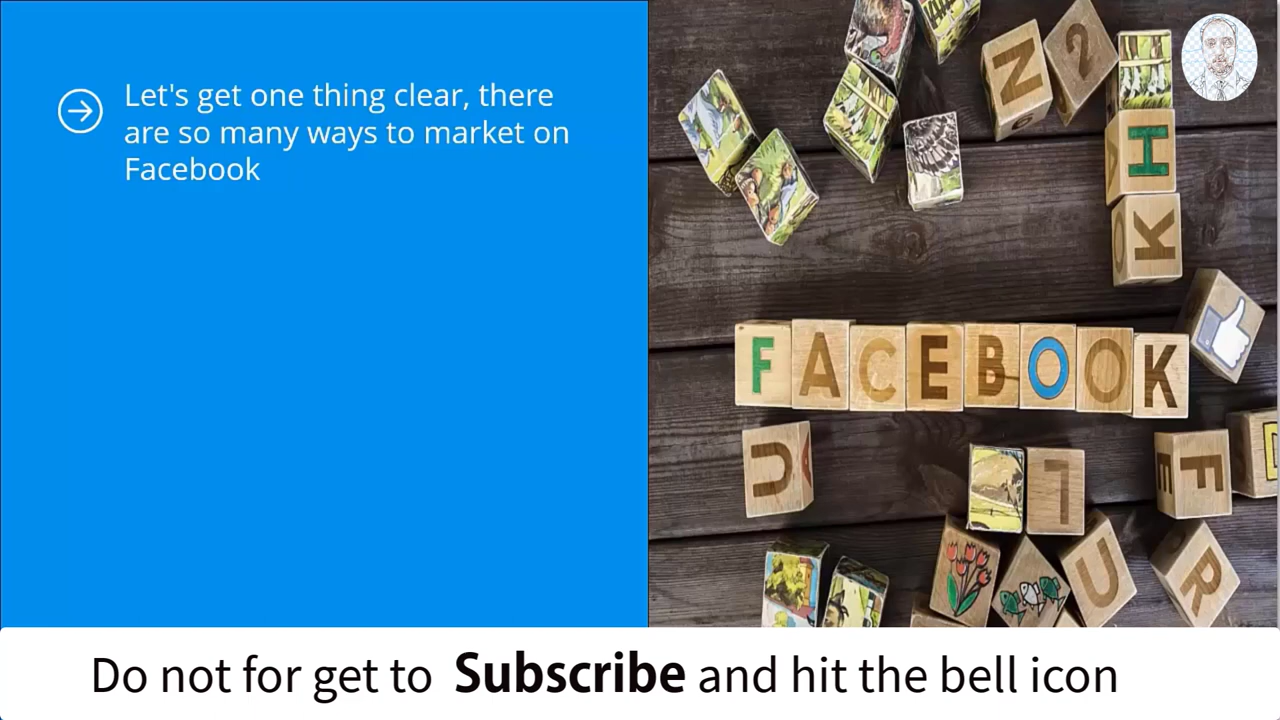 Let's get one thing clear, there
are so many ways to market on
Facebook
N
2
H
K
FACEBOOK
U
L
F
E
U
R
Do not for get to Subscribe and hit the bell icon